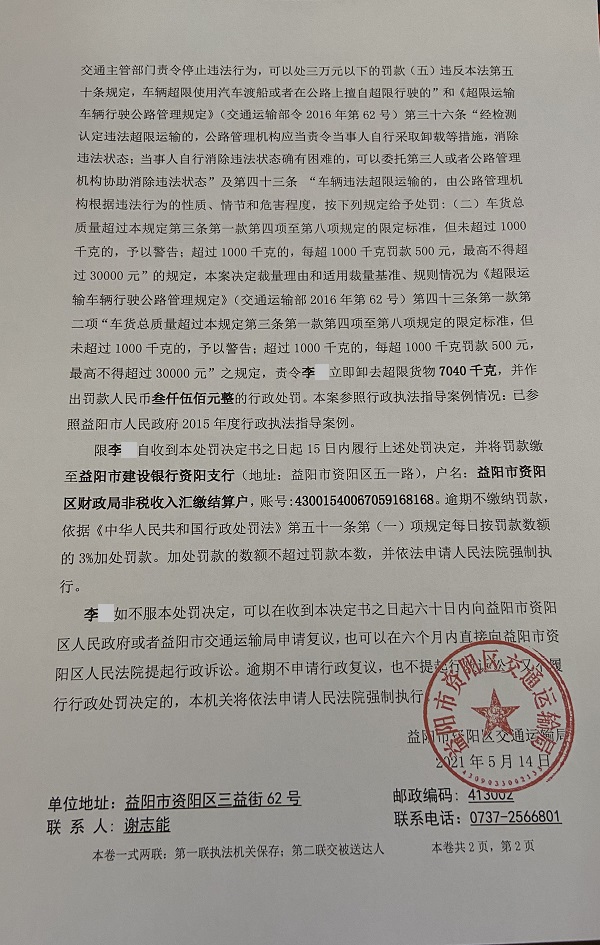 交通主管部门责令停止违法行为，可以处三万元以下的罚款（五）违反本法第五
十条规定，车辆超限使用汽车渡船或者在公路上擅自超限行驶的”和《超限运输
车辆行驶公路管理规定》（交通运输部令 2016 年第 62 号）第三十六条“经检测
认定违法超限运输的，公路管理机构应当责令当事人自行采取卸载等措施，消除
违法状态；当事人自行消除违法状态确有困难的，可以委托第三人或者公路管理
机构协助消除违法状态”及第四十三条 “车辆违法超限运输的，由公路管理机
构根据违法行为的性质、情节和危害程度，按下列规定给予处罚:（二）车货总
质量超过本规定第三条第一款第四项至第八项规定的限定标准，但未超过 1000
千克的，予以警告；超过 1000 千克的，每超 1000 千克罚款 500 元，最高不得超
过 30000 元”的规定，本案决定裁量理由和适用裁量基准、规则情况为《超限运
输车辆行驶公路管理规定》（交通运输部 2016 年第 62 号）第四十三条第一款第
二项“车货总质量超过本规定第三条第一款第四项至第八项规定的限定标准，但
未超过 1000 千克的，予以警告；超过 1000 千克的，每超 1000 千克罚款 500 元，
最高不得超过 30000 元”之规定，责令李 立即卸去超限货物 7040 千克，并作
出罚款人民币叁仟伍佰元整的行政处罚。本案参照行政执法指导案例情况：已参
照益阳市人民政府 2015 年度行政执法指导案例。
限李 自收到本处罚决定书之日起 15 日内履行上述处罚决定，并将罚款缴
至益阳市建设银行资阳支行（地址：益阳市资阳区五一路），户名：益阳市资阳
区财政局非税收入汇缴结算户，账号:43001540067059168168。逾期不缴纳罚款，
依据《中华人民共和国行政处罚法》第五十一条第（一）项规定每日按罚款数额
的 3%加处罚款。加处罚款的数额不超过罚款本数，并依法申请人民法院强制执
行。
李 如不服本处罚决定，可以在收到本决定书之日起六十日内向益阳市资阳
区人民政府或者益阳市交通运输局申请复议，也可以在六个月内直接向益阳市资
阳区人民法院提起行政诉讼。逾期不申请行政复议，也不提起行政诉讼又不履
行行政处罚决定的，本机关将依法申请人民法院强制执行
益阳市资阳区交通运输局
2021 年 5 月 14 日
益阳市资阳区交通运输局
单位地址：益阳市资阳区三益街 62 号
邮政编码：413002
联 系 人：谢志能
联系电话：0737-2566801
本卷一式两联：第一联执法机关保存；第二联交被送达人
本卷共 2 页，第 2 页